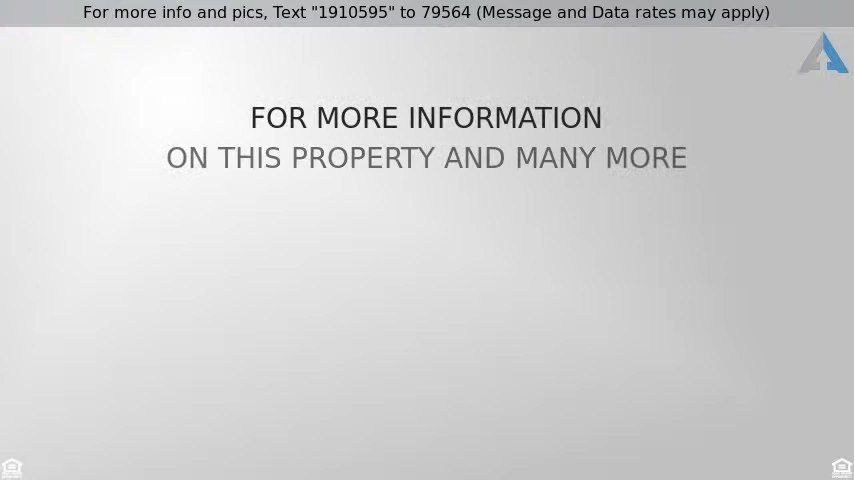 For more info and pics, Text "1910595" to 79564 (Message and Data rates may apply)
FOR MORE INFORMATION
ON THIS PROPERTY AND MANY MORE